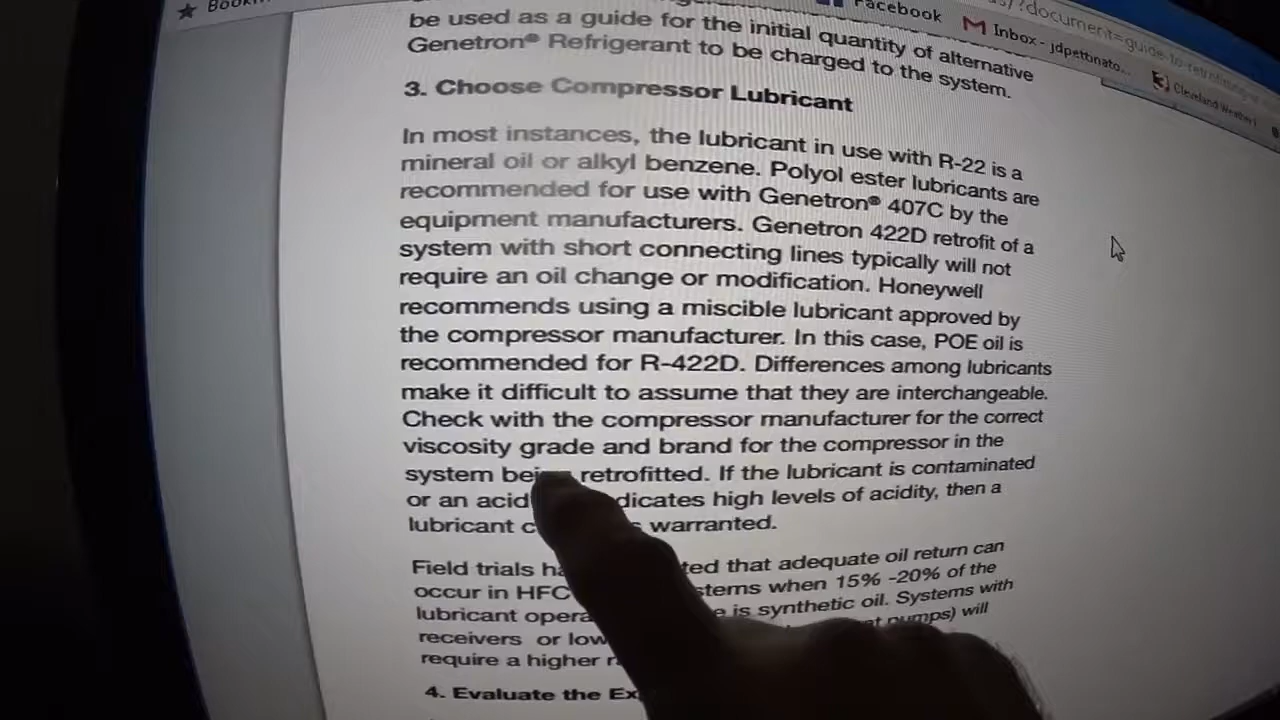 Facebook
s/?document=guide-to-retrofitting-
Inbox - jdpettinato...
Cleveland Weather
be used as a guide for the initial quantity of alternative
Genetron® Refrigerant to be charged to the system.
3. Choose Compressor Lubricant
In most instances, the lubricant in use with R-22 is a
mineral oil or alkyl benzene. Polyol ester lubricants are
recommended for use with Genetron® 407C by the
equipment manufacturers. Genetron 422D retrofit of a
system with short connecting lines typically will not
require an oil change or modification. Honeywell
recommends using a miscible lubricant approved by
the compressor manufacturer. In this case, POE oil is
recommended for R-422D. Differences among lubricants
make it difficult to assume that they are interchangeable.
Check with the compressor manufacturer for the correct
viscosity grade and brand for the compressor in the
system being retrofitted. If the lubricant is contaminated
or an acid dicates high levels of acidity, then a
lubricant warranted.
Field trials ted that adequate oil return can
occur in HFC stems when 15% -20% of the
lubricant opera is synthetic oil. Systems with
receivers or low pumps) will
require a higher
4. Evaluate the Ex